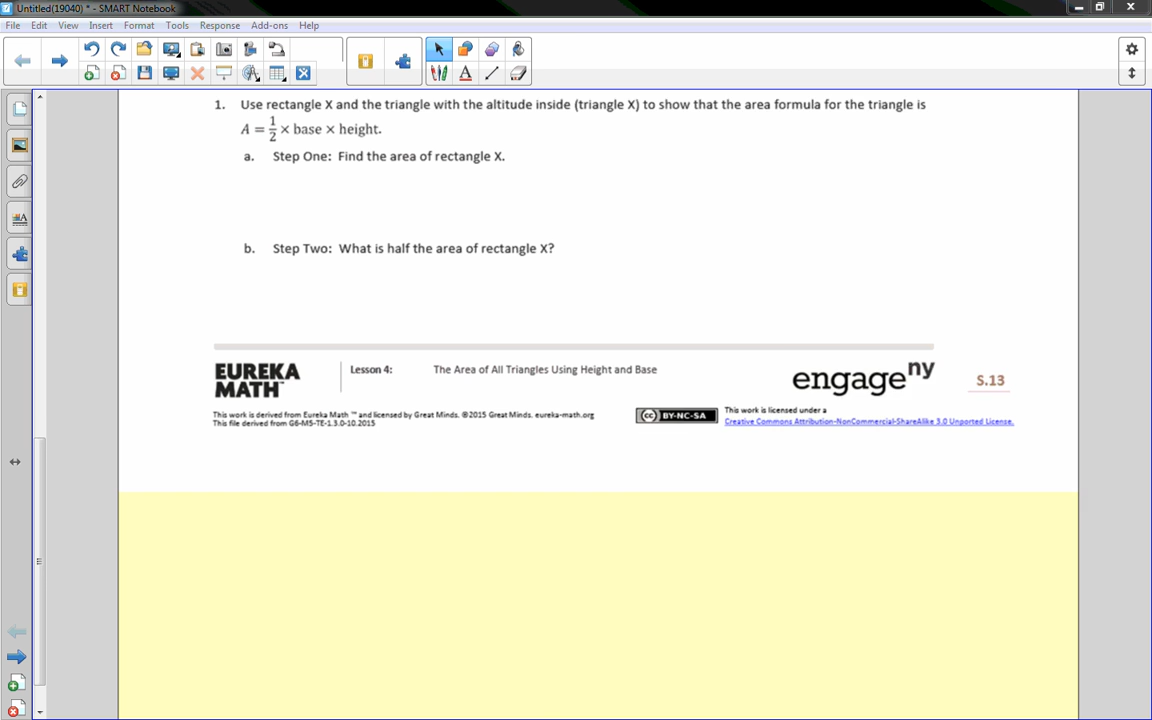 Untitled(19040) * - SMART Notebook
File Edit View Insert Format Tools Response Add-ons Help
1. Use rectangle X and the triangle with the altitude inside (triangle X) to show that the area formula for the triangle is
A = 1/2 × base × height.
a. Step One: Find the area of rectangle X.
b. Step Two: What is half the area of rectangle X?
EUREKA
MATH™
Lesson 4: The Area of All Triangles Using Height and Base
engageny
S.13
This work is derived from Eureka Math ™ and licensed by Great Minds. ©2015 Great Minds. eureka-math.org
This file derived from G6-M5-TE-1.3.0-10.2015
cc BY-NC-SA
This work is licensed under a
Creative Commons Attribution-NonCommercial-ShareAlike 3.0 Unported License.